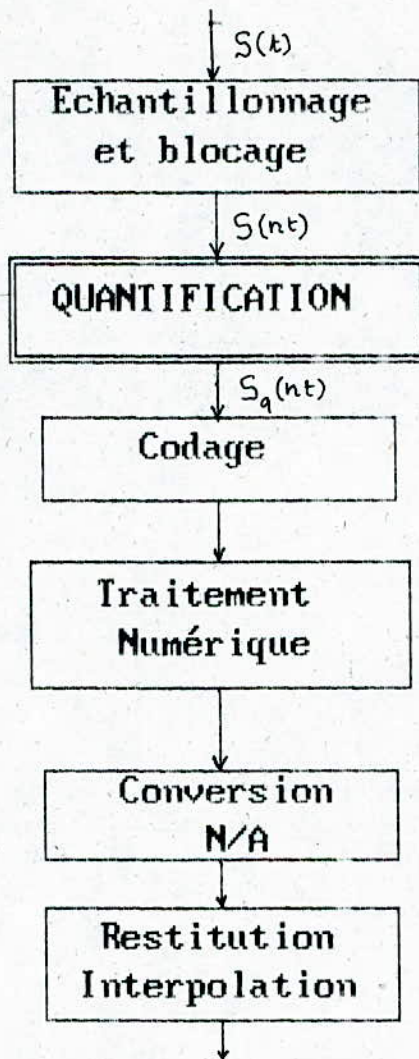 S(t)
Echantillonnage
et blocage
S(nt)
QUANTIFICATION
Sq(nt)
Codage
Traitement
Numérique
Conversion
N/A
Restitution
Interpolation